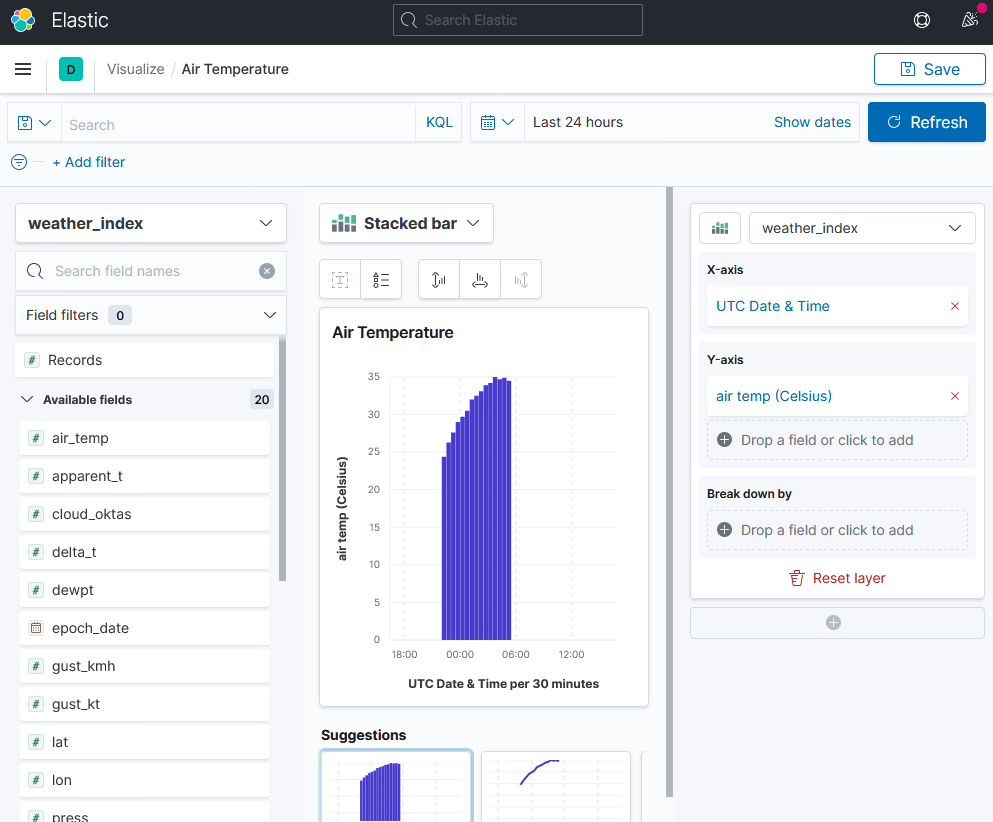 Elastic
Search Elastic
D
Visualize / Air Temperature
Save
Search
KQL
Last 24 hours
Show dates
Refresh
+ Add filter
weather_index
Search field names
Field filters 0
# Records
Available fields 20
# air_temp
# apparent_t
# cloud_oktas
# delta_t
# dewpt
epoch_date
# gust_kmh
# gust_kt
# lat
# lon
# press
Stacked bar
Air Temperature
35
30
25
20
15
10
5
0
air temp (Celsius)
18:00 00:00 06:00 12:00
UTC Date & Time per 30 minutes
Suggestions
weather_index
X-axis
UTC Date & Time
Y-axis
air temp (Celsius)
Drop a field or click to add
Break down by
Drop a field or click to add
Reset layer